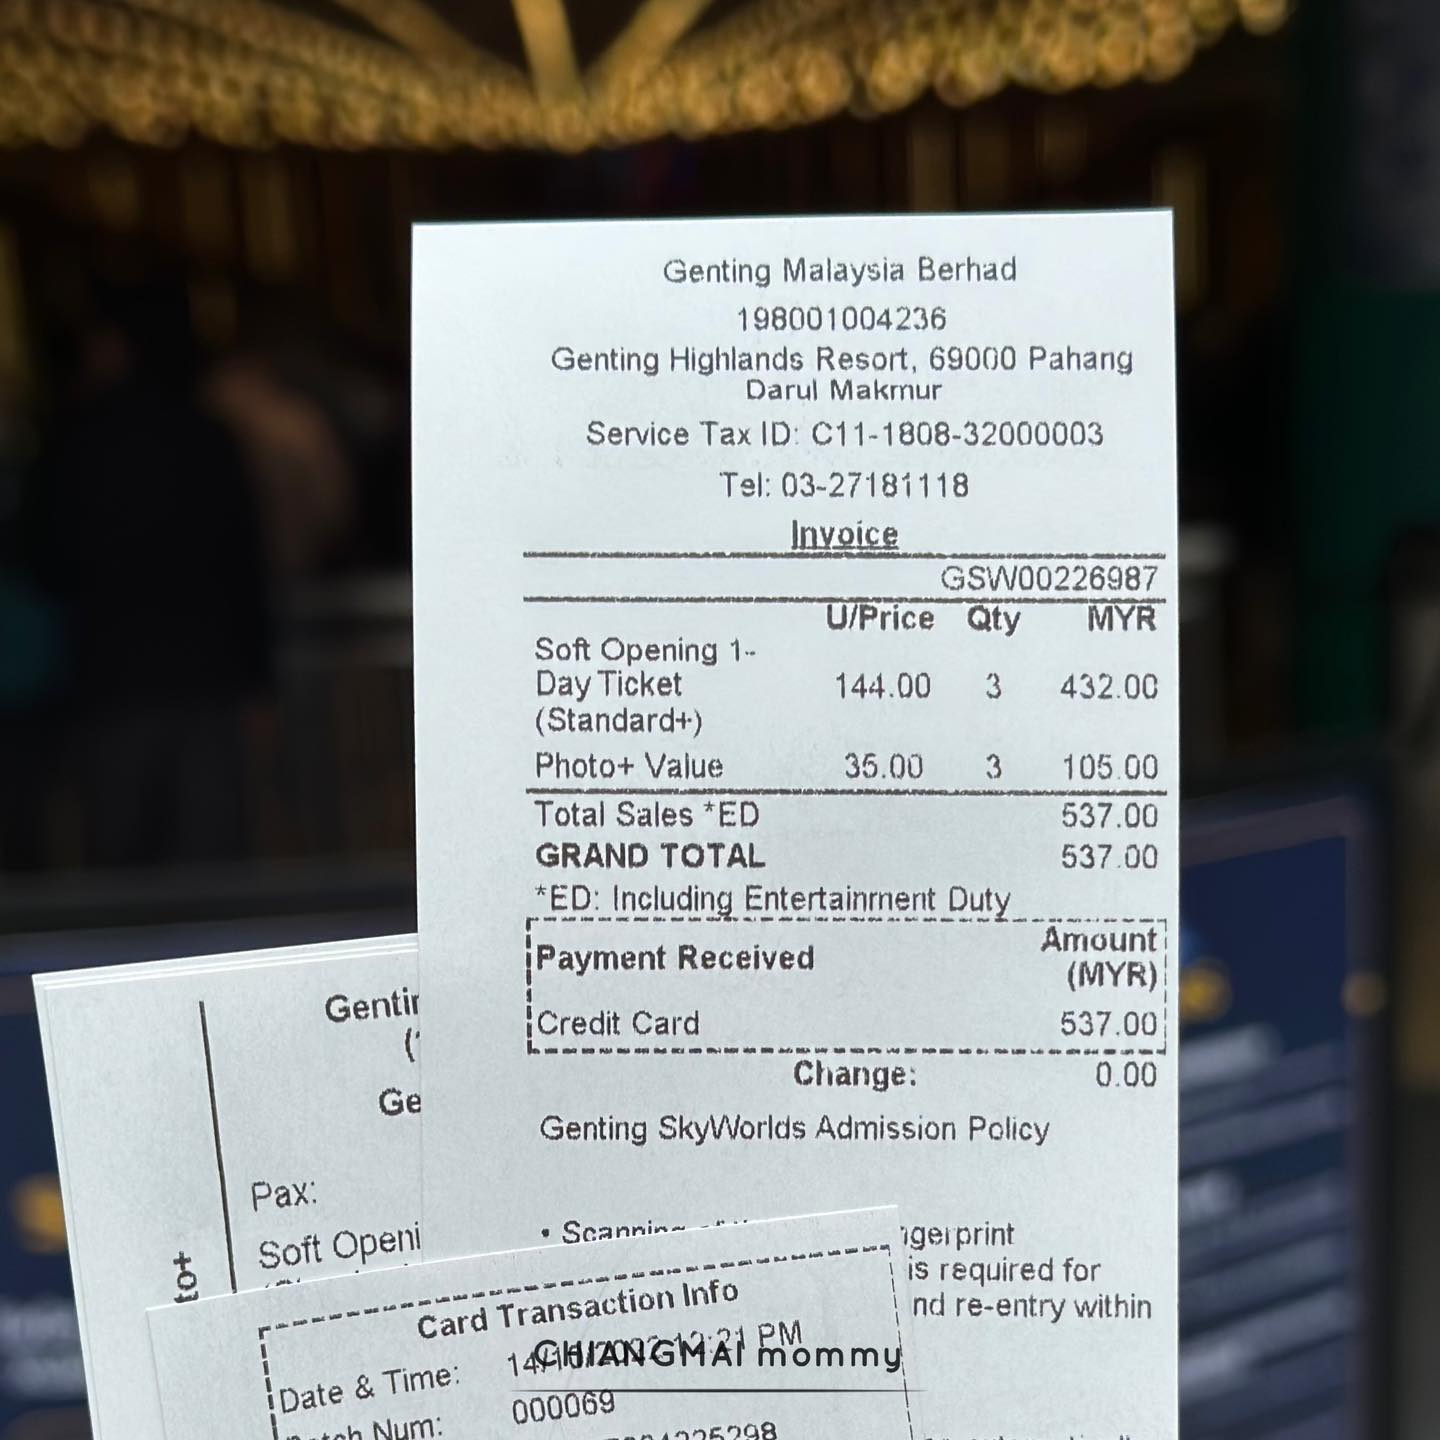 Genting Malaysia Berhad
198001004236
Genting Highlands Resort, 69000 Pahang
Darul Makmur
Service Tax ID: C11-1808-32000003
Tel: 03-27181118
Invoice
GSW00226987
U/Price Qty MYR
Soft Opening 1-
Day Ticket 144.00 3 432.00
(Standard+)
Photo+ Value 35.00 3 105.00
Total Sales *ED 537.00
GRAND TOTAL 537.00
*ED: Including Entertainment Duty
Payment Received Amount
(MYR)
Credit Card 537.00
Change: 0.00
Genting SkyWorlds Admission Policy
• Scanning
is required for
nd re-entry within
Pax:
Soft Openi
Card Transaction Info
Date & Time: PM
Num: 000069
CHIANGMAI mommy